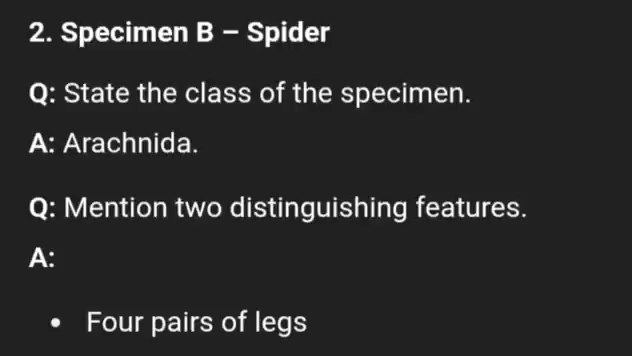 2. Specimen B – Spider
Q: State the class of the specimen.
A: Arachnida.
Q: Mention two distinguishing features.
A:
• Four pairs of legs